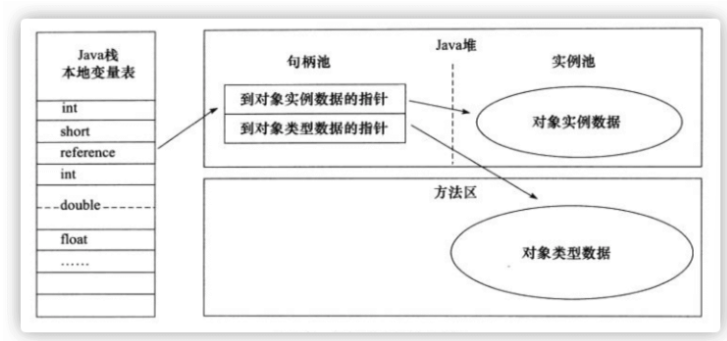 Java栈
本地变量表
int
short
reference
int
double
float
……
Java堆
句柄池
实例池
到对象实例数据的指针
到对象类型数据的指针
对象实例数据
方法区
对象类型数据